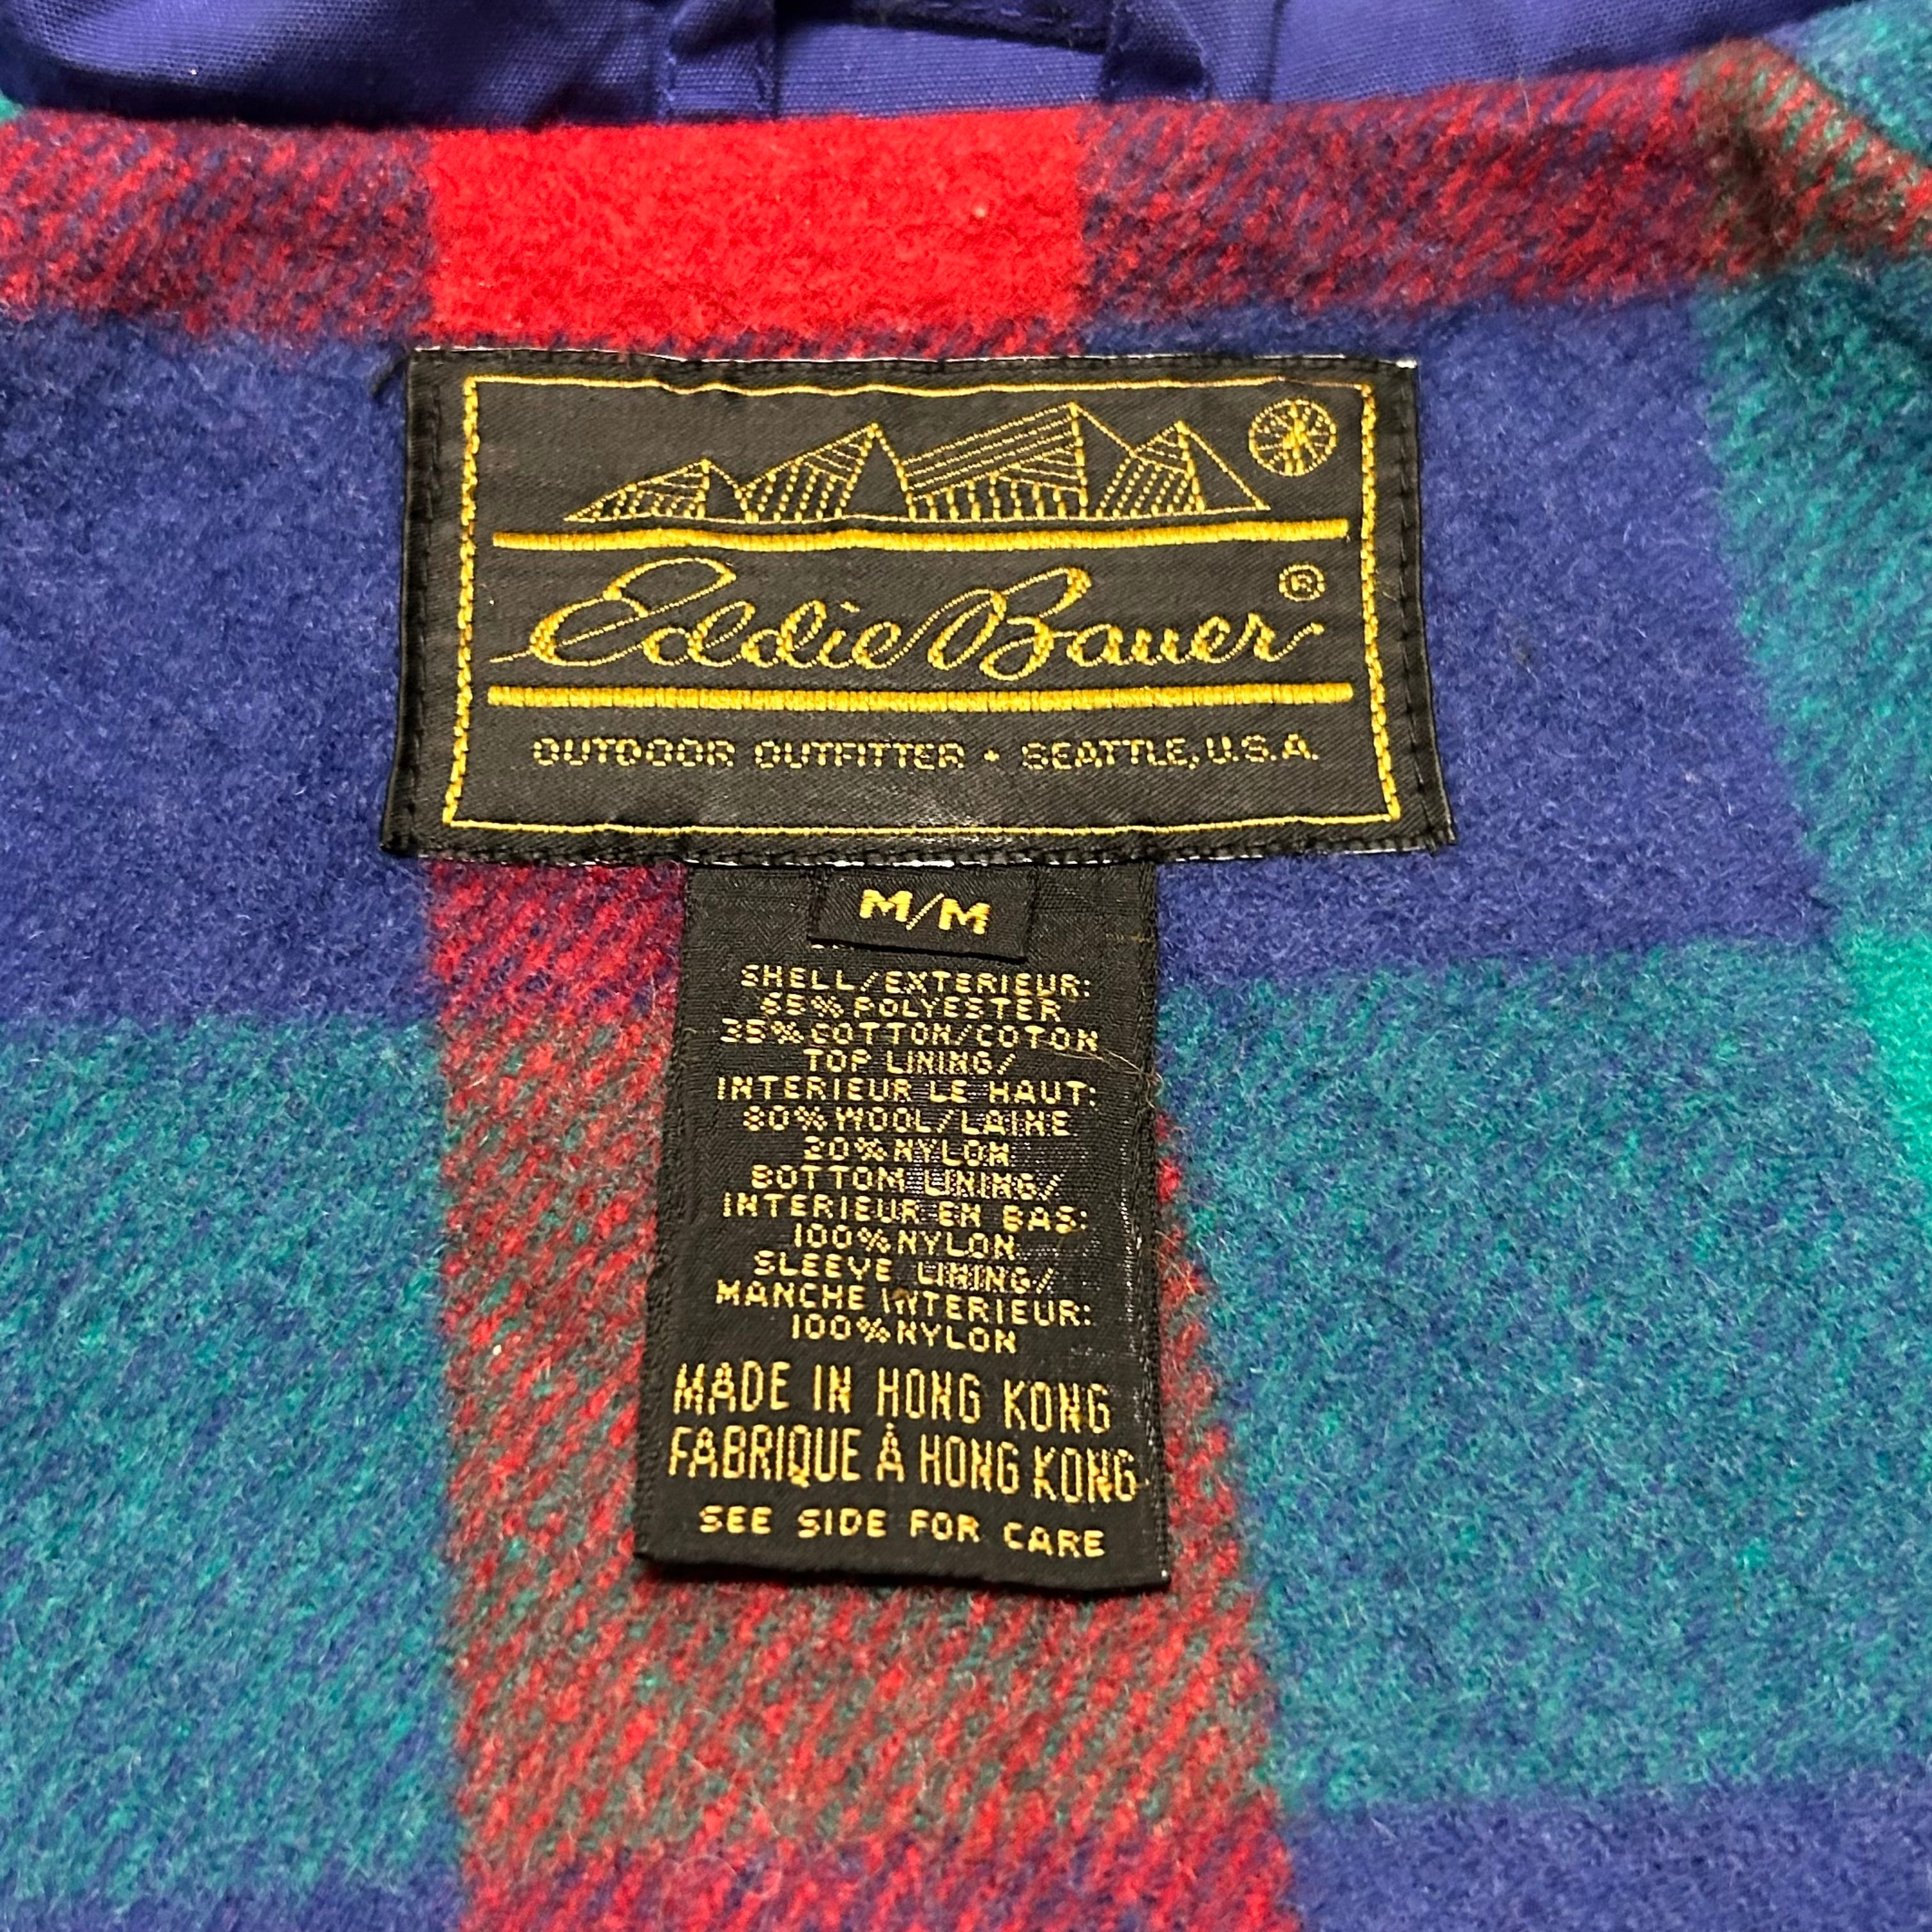 Eddie Bauer®
OUTDOOR OUTFITTER • SEATTLE, U.S.A.
M/M
SHELL/EXTERIEUR:
65% POLYESTER
35% COTTON/COTON
TOP LINING/
INTERIEUR LE HAUT:
80% WOOL/LAINE
20% NYLON
BOTTOM LINING/
INTERIEUR EN BAS:
100% NYLON
SLEEVE LINING/
MANCHE INTERIEUR:
100% NYLON
MADE IN HONG KONG
FABRIQUE À HONG KONG
SEE SIDE FOR CARE